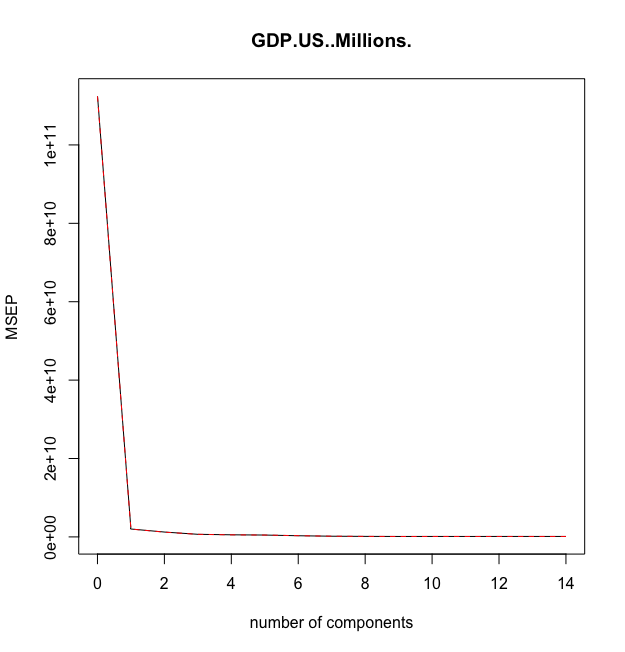 GDP.US..Millions.
MSEP
1e+11
8e+10
6e+10
4e+10
2e+10
0e+00
0 2 4 6 8 10 12 14
number of components